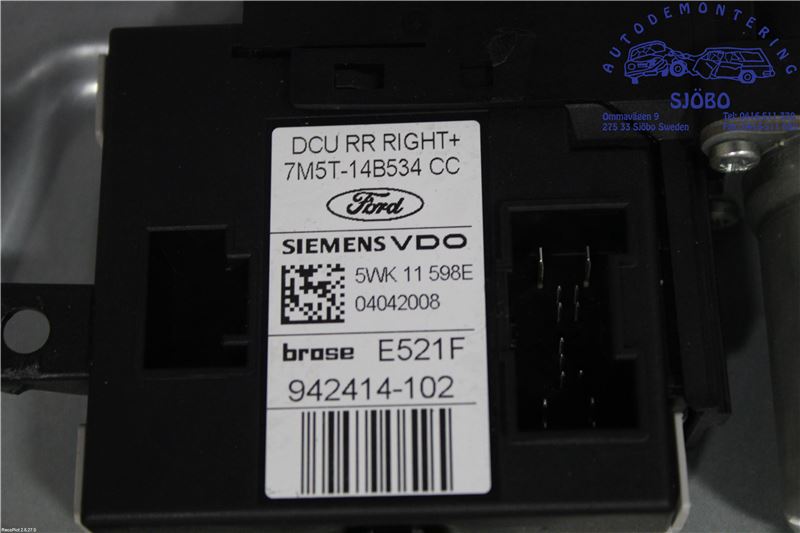 AUTODEMONTERING
SJÖBO
Ommavägen 9
275 33 Sjöbo Sweden
DCU RR RIGHT+
7M5T-14B534 CC
Ford
SIEMENS VDO
5WK 11 598E
04042008
brose E521F
942414-102